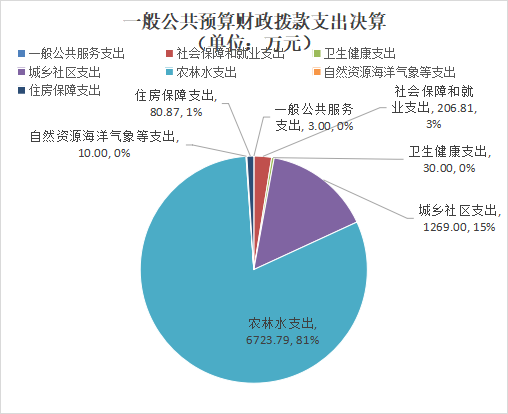 一般公共预算财政拨款支出决算
（单位：万元）
一般公共服务支出 社会保障和就业支出 卫生健康支出
城乡社区支出 农林水支出 自然资源海洋气象等支出
住房保障支出
住房保障支出,
80.87, 1%
一般公共服务
支出, 3.00, 0%
社会保障和就
业支出, 206.81,
3%
自然资源海洋气象等支出,
10.00, 0%
卫生健康支出,
30.00, 0%
城乡社区支出,
1269.00, 15%
农林水支出,
6723.79, 81%